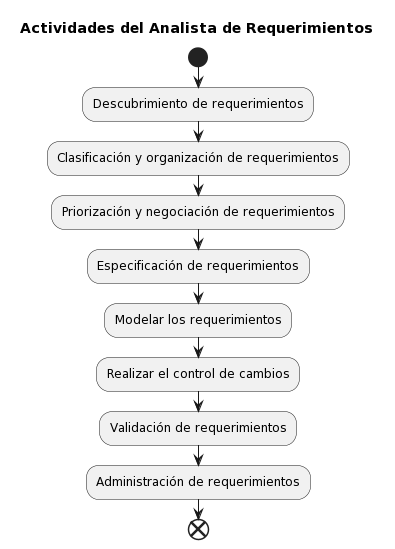 Actividades del Analista de Requerimientos
Descubrimiento de requerimientos
Clasificación y organización de requerimientos
Priorización y negociación de requerimientos
Especificación de requerimientos
Modelar los requerimientos
Realizar el control de cambios
Validación de requerimientos
Administración de requerimientos